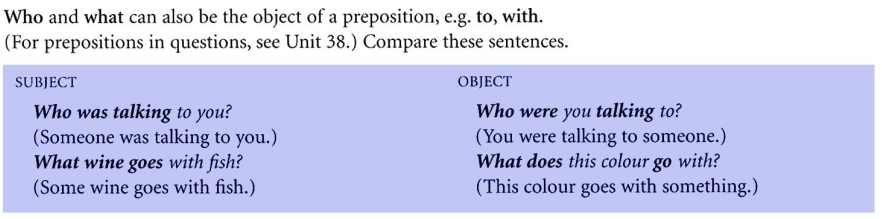 Who and what can also be the object of a preposition, e.g. to, with.
(For prepositions in questions, see Unit 38.) Compare these sentences.
SUBJECT
Who was talking to you?
(Someone was talking to you.)
What wine goes with fish?
(Some wine goes with fish.)
OBJECT
Who were you talking to?
(You were talking to someone.)
What does this colour go with?
(This colour goes with something.)